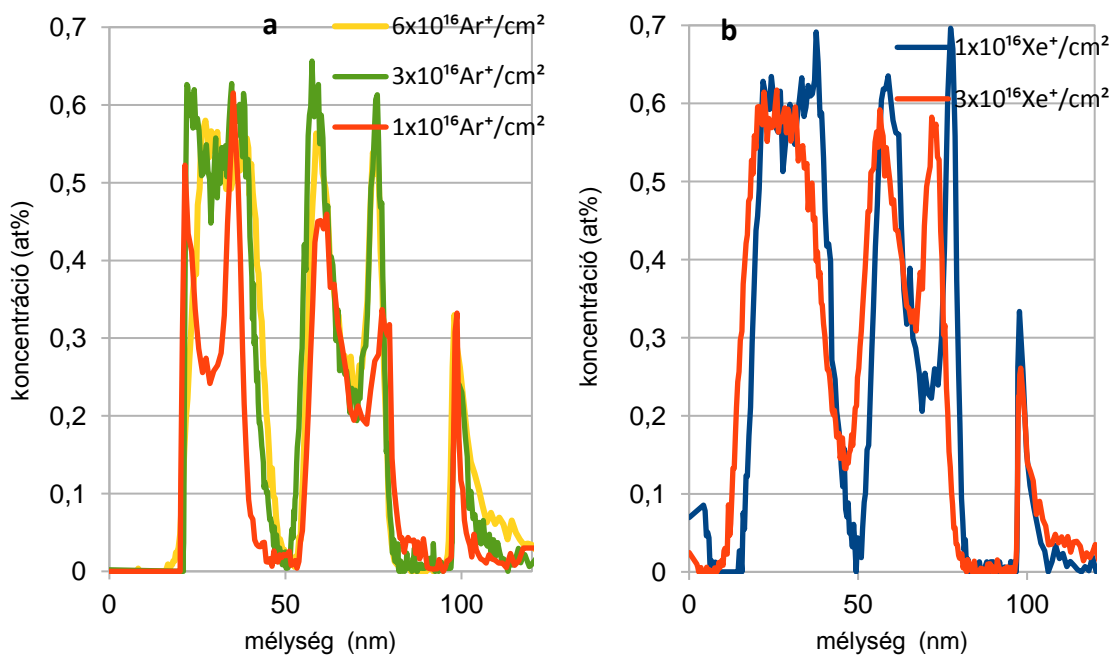 a
6x10¹⁶Ar⁺/cm²
3x10¹⁶Ar⁺/cm²
1x10¹⁶Ar⁺/cm²
koncentráció (at%)
0,7
0,6
0,5
0,4
0,3
0,2
0,1
0
0 50 100
mélység (nm)
b
1x10¹⁶Xe⁺/cm²
3x10¹⁶Xe⁺/cm²
koncentráció (at%)
0,7
0,6
0,5
0,4
0,3
0,2
0,1
0
0 50 100
mélység (nm)